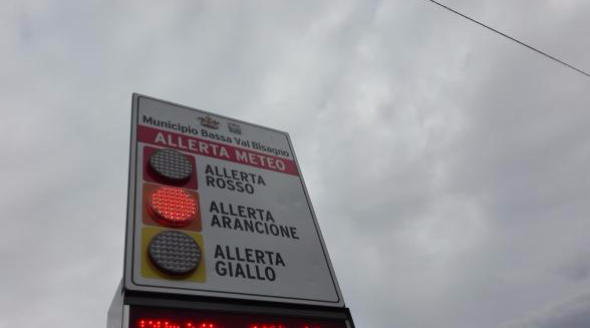 Municipio Bassa Val Bisagno
ALLERTA METEO
ALLERTA
ROSSO
ALLERTA
ARANCIONE
ALLERTA
GIALLO